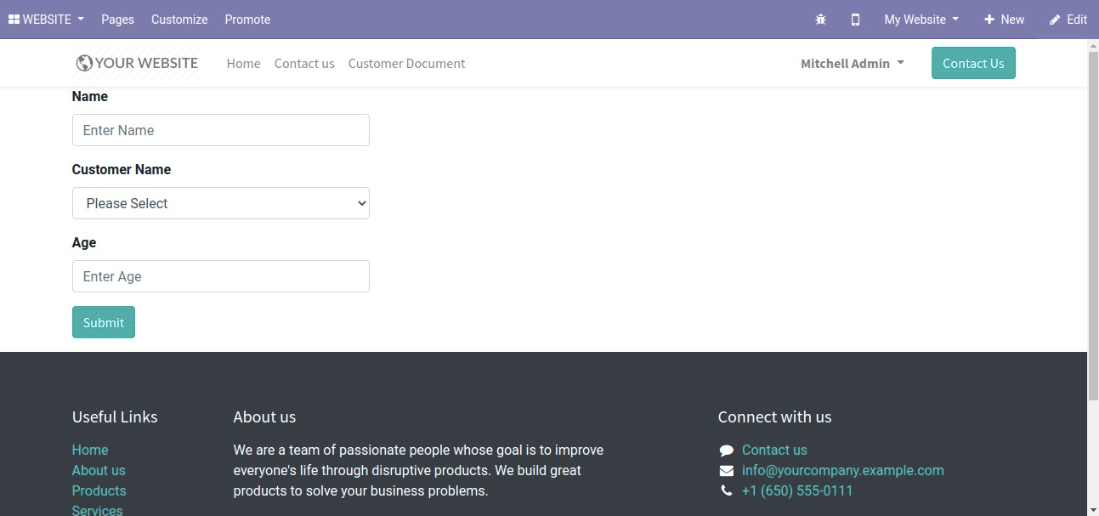 WEBSITE Pages Customize Promote My Website New Edit
YOUR WEBSITE Home Contact us Customer Document Mitchell Admin Contact Us
Name
Enter Name
Customer Name
Please Select
Age
Enter Age
Submit
Useful Links
Home
About us
Products
Services
About us
We are a team of passionate people whose goal is to improve
everyone's life through disruptive products. We build great
products to solve your business problems.
Connect with us
Contact us
info@yourcompany.example.com
+1 (650) 555-0111